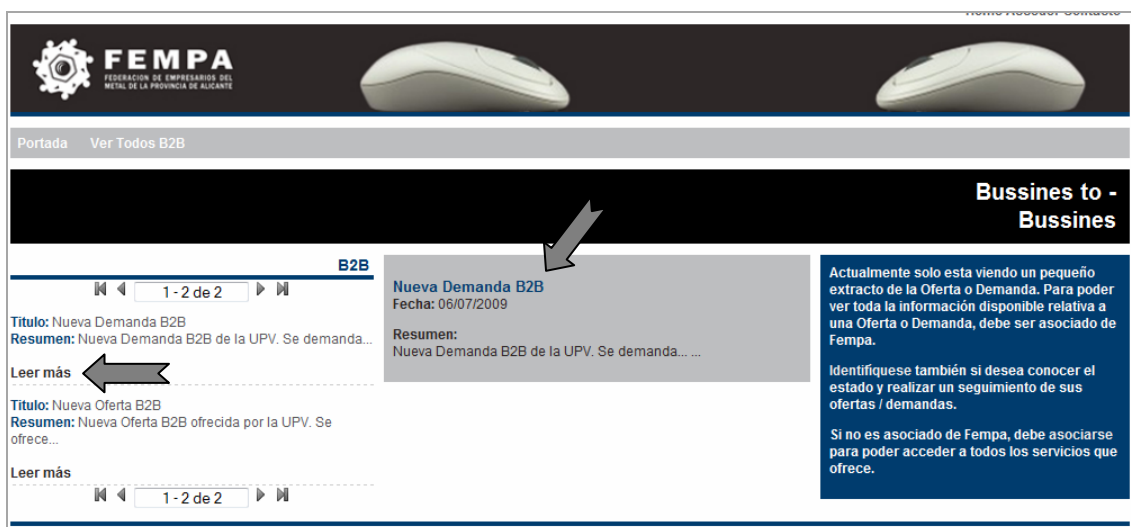 FEMPA
FEDERACION DE EMPRESARIOS DEL
METAL DE LA PROVINCIA DE ALICANTE
Portada Ver Todos B2B
Bussines to -
Bussines
B2B
1 - 2 de 2
Titulo: Nueva Demanda B2B
Resumen: Nueva Demanda B2B de la UPV. Se demanda...
Leer más
Titulo: Nueva Oferta B2B
Resumen: Nueva Oferta B2B ofrecida por la UPV. Se
ofrece...
Leer más
1 - 2 de 2
Nueva Demanda B2B
Fecha: 06/07/2009
Resumen:
Nueva Demanda B2B de la UPV. Se demanda... ...
Actualmente solo esta viendo un pequeño
extracto de la Oferta o Demanda. Para poder
ver toda la información disponible relativa a
una Oferta o Demanda, debe ser asociado de
Fempa.
Identifiquese también si desea conocer el
estado y realizar un seguimiento de sus
ofertas / demandas.
Si no es asociado de Fempa, debe asociarse
para poder acceder a todos los servicios que
ofrece.